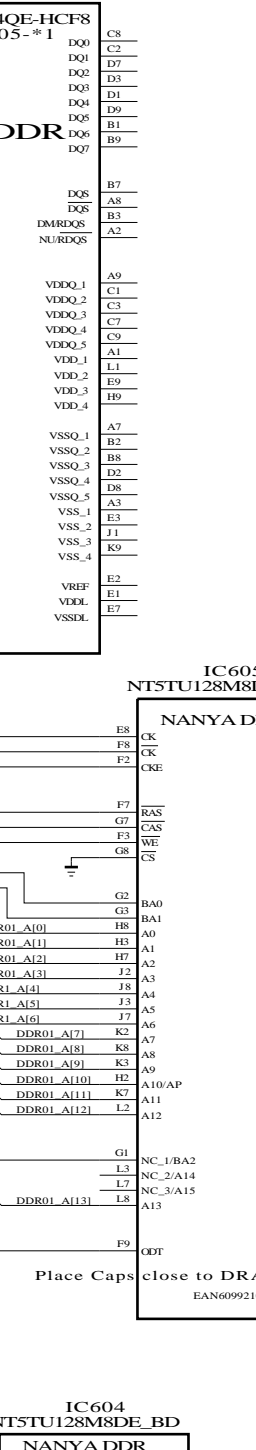 4QE-HCF8
05-*1
DQ0 C8
DQ1 C2
DQ2 D7
DQ3 D3
DQ4 D1
DQ5 D9
DDR DQ6 B1
DQ7 B9
DQS B7
DQS A8
DM/RDQS B3
NU/RDQS A2
VDDQ_1 A9
VDDQ_2 C1
VDDQ_3 C3
VDDQ_4 C7
VDDQ_5 C9
VDD_1 A1
VDD_2 L1
VDD_3 E9
VDD_4 H9
VSSQ_1 A7
VSSQ_2 B2
VSSQ_3 B8
VSSQ_4 D2
VSSQ_5 D8
VSS_1 A3
VSS_2 E3
VSS_3 J1
VSS_4 K9
VREF E2
VDDL E1
VSSDL E7
IC605
NT5TU128M8D
NANYA D
E8 CK
F8 CK
F2 CKE
F7 RAS
G7 CAS
F3 WE
G8 CS
G2 BA0
G3 BA1
R01_A[0] H8 A0
R01_A[1] H3 A1
R01_A[2] H7 A2
R01_A[3] J2 A3
R1_A[4] J8 A4
R1_A[5] J3 A5
R1_A[6] J7 A6
DDR01_A[7] K2 A7
DDR01_A[8] K8 A8
DDR01_A[9] K3 A9
DDR01_A[10] H2 A10/AP
DDR01_A[11] K7 A11
DDR01_A[12] L2 A12
G1 NC_1/BA2
L3 NC_2/A14
L7 NC_3/A15
DDR01_A[13] L8 A13
F9 ODT
Place Caps close to DRA
EAN6099210
IC604
NT5TU128M8DE_BD
NANYA DDR